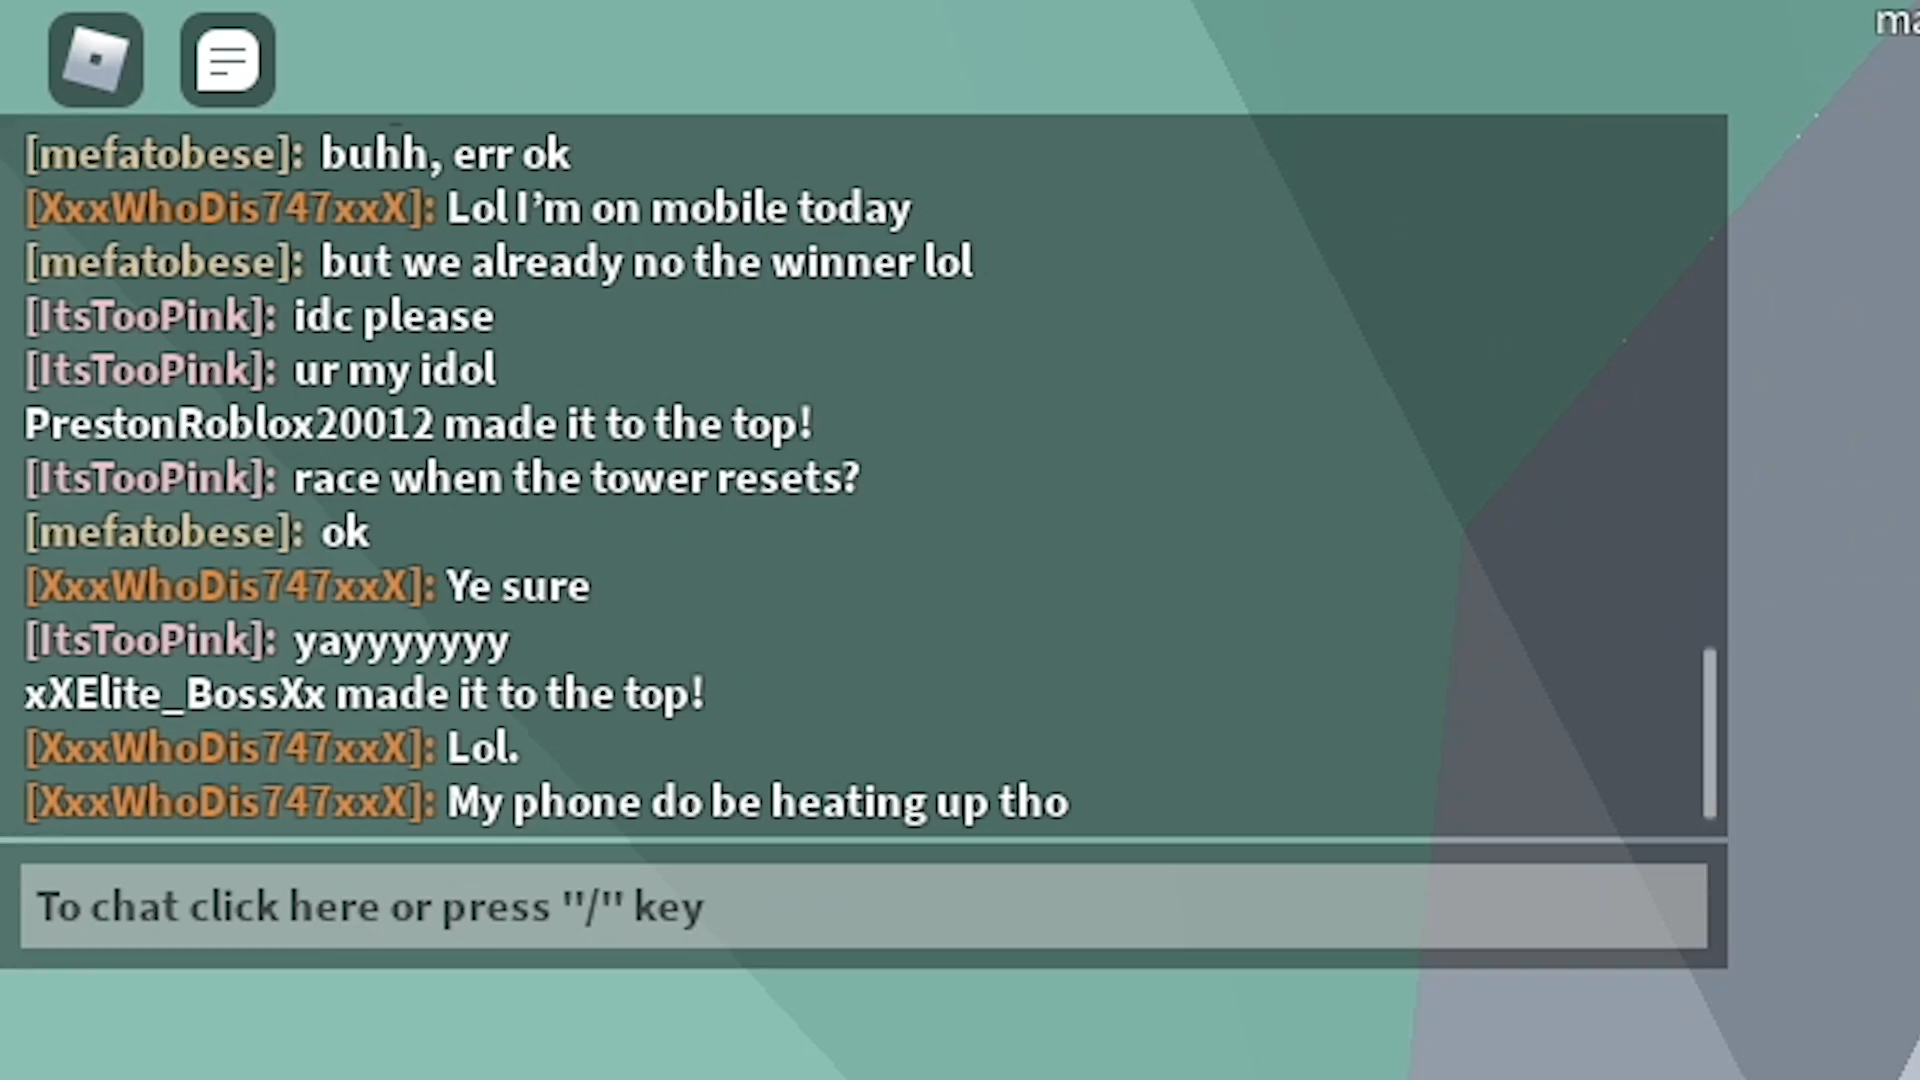 ma
[mefatobese]: buhh, err ok
[XxxWhoDis747xxX]: Lol I’m on mobile today
[mefatobese]: but we already no the winner lol
[ItsTooPink]: idc please
[ItsTooPink]: ur my idol
PrestonRoblox20012 made it to the top!
[ItsTooPink]: race when the tower resets?
[mefatobese]: ok
[XxxWhoDis747xxX]: Ye sure
[ItsTooPink]: yayyyyyyy
xXElite_BossXx made it to the top!
[XxxWhoDis747xxX]: Lol.
[XxxWhoDis747xxX]: My phone do be heating up tho
To chat click here or press "/" key